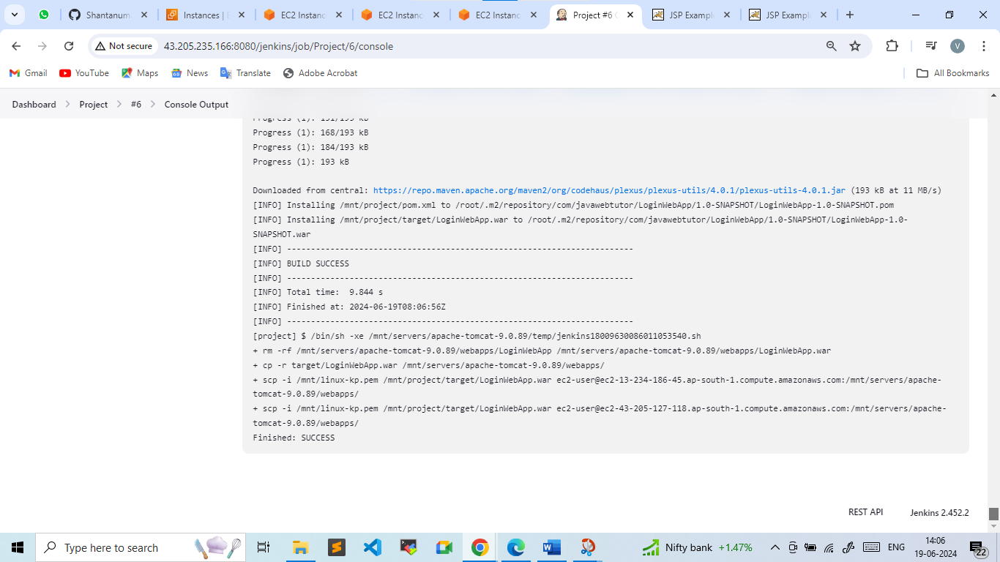 Shantanum
Instances | E
EC2 Instanc
EC2 Instanc
EC2 Instanc
Project #6 C
JSP Exampl
JSP Exampl
Not secure
43.205.235.166:8080/jenkins/job/Project/6/console
V
Gmail
YouTube
Maps
News
Translate
Adobe Acrobat
All Bookmarks
Dashboard
Project
#6
Console Output
Progress (1): 151/193 kB
Progress (1): 168/193 kB
Progress (1): 184/193 kB
Progress (1): 193 kB
Downloaded from central: https://repo.maven.apache.org/maven2/org/codehaus/plexus/plexus-utils/4.0.1/plexus-utils-4.0.1.jar (193 kB at 11 MB/s)
[INFO] Installing /mnt/project/pom.xml to /root/.m2/repository/com/javawebtutor/LoginWebApp/1.0-SNAPSHOT/LoginWebApp-1.0-SNAPSHOT.pom
[INFO] Installing /mnt/project/target/LoginWebApp.war to /root/.m2/repository/com/javawebtutor/LoginWebApp/1.0-SNAPSHOT/LoginWebApp-1.0-
SNAPSHOT.war
[INFO] ------------------------------------------------------------------------
[INFO] BUILD SUCCESS
[INFO] ------------------------------------------------------------------------
[INFO] Total time:  9.844 s
[INFO] Finished at: 2024-06-19T08:06:56Z
[INFO] ------------------------------------------------------------------------
[project] $ /bin/sh -xe /mnt/servers/apache-tomcat-9.0.89/temp/jenkins18009630086011053540.sh
+ rm -rf /mnt/servers/apache-tomcat-9.0.89/webapps/LoginWebApp /mnt/servers/apache-tomcat-9.0.89/webapps/LoginWebApp.war
+ cp -r target/LoginWebApp.war /mnt/servers/apache-tomcat-9.0.89/webapps/
+ scp -i /mnt/linux-kp.pem /mnt/project/target/LoginWebApp.war ec2-user@ec2-13-234-186-45.ap-south-1.compute.amazonaws.com:/mnt/servers/apache-
tomcat-9.0.89/webapps/
+ scp -i /mnt/linux-kp.pem /mnt/project/target/LoginWebApp.war ec2-user@ec2-43-205-127-118.ap-south-1.compute.amazonaws.com:/mnt/servers/apache-
tomcat-9.0.89/webapps/
Finished: SUCCESS
REST API
Jenkins 2.452.2
Type here to search
Nifty bank +1.47%
ENG
14:06
19-06-2024
22